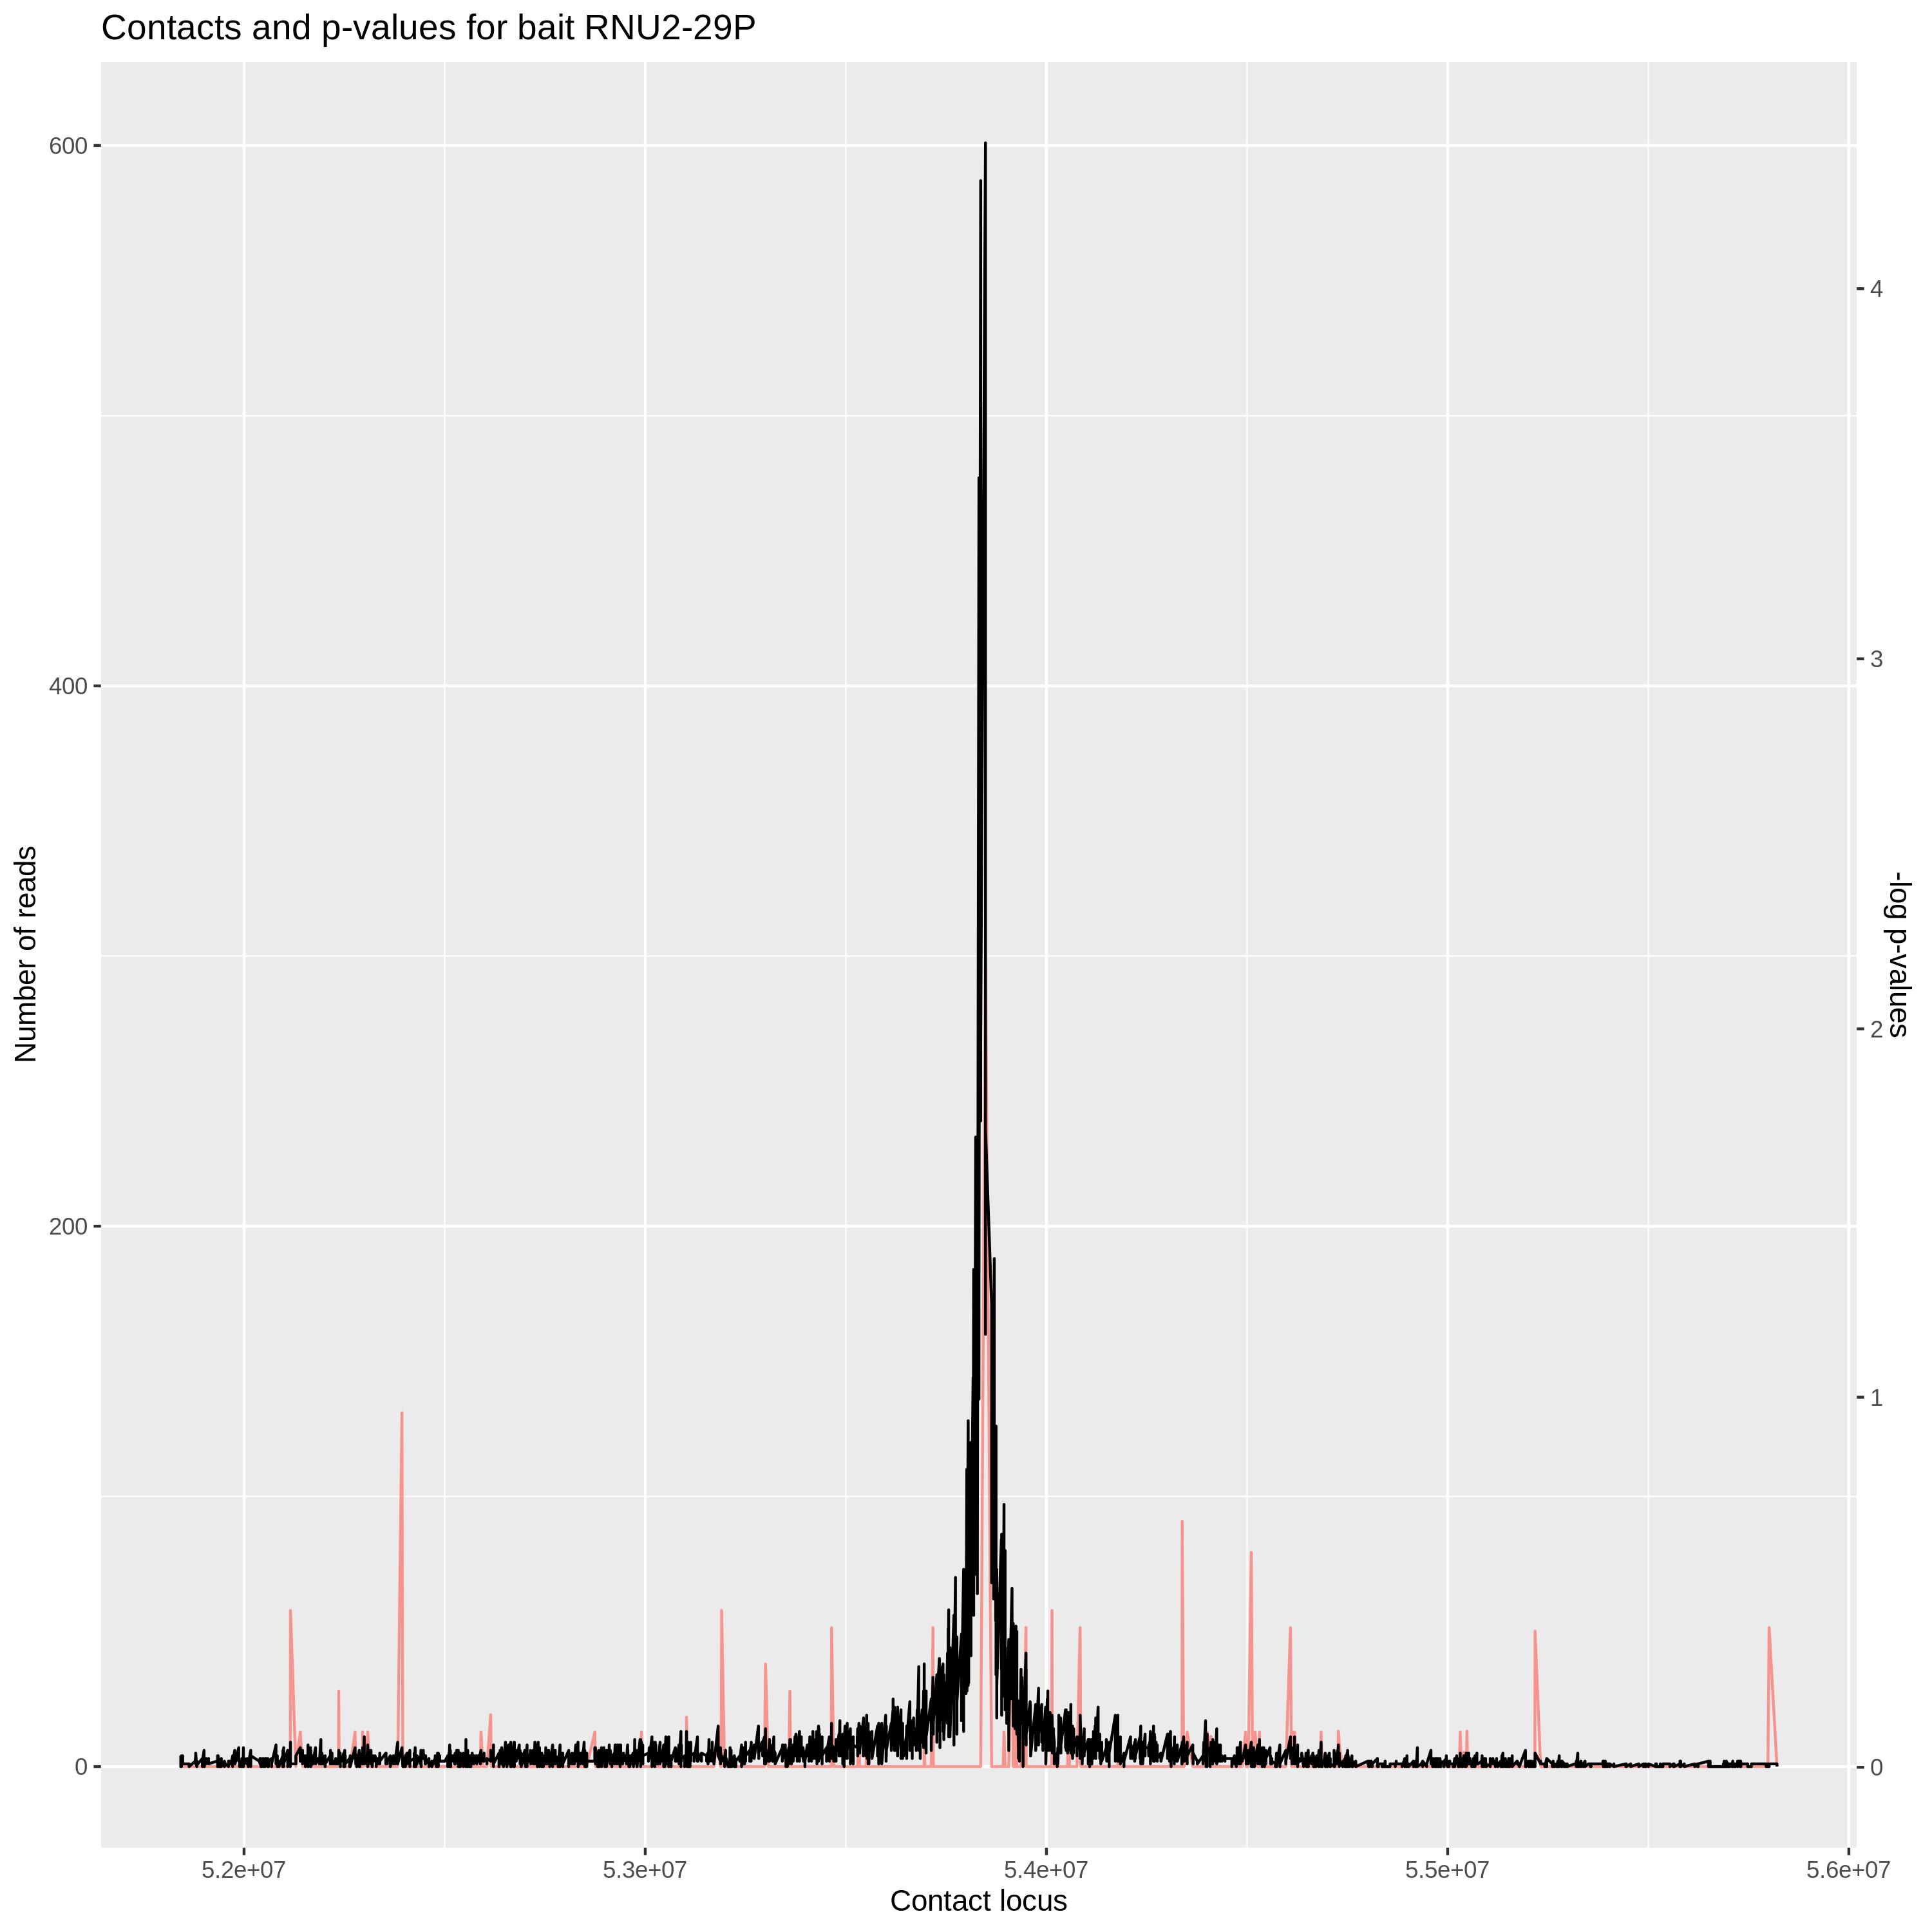 Contacts and p-values for bait RNU2-29P
600
400
200
0
Number of reads
4
3
2
1
0
-log p-values
5.2e+07 5.3e+07 5.4e+07 5.5e+07 5.6e+07
Contact locus